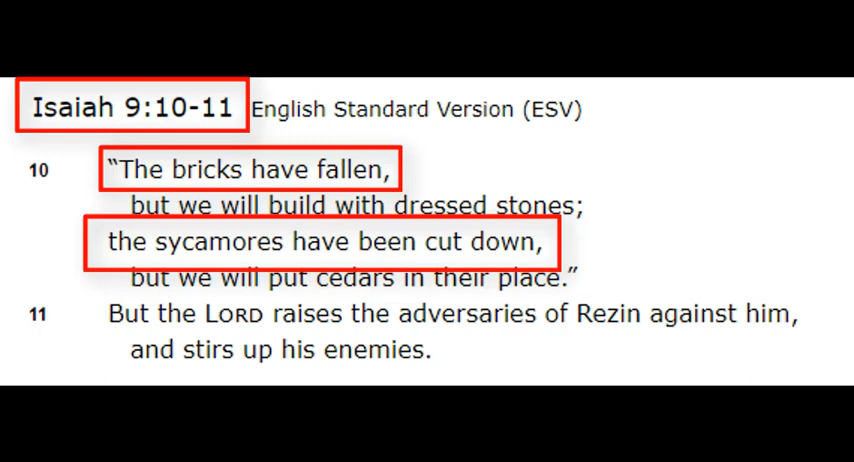 Isaiah 9:10-11 English Standard Version (ESV)
10 “The bricks have fallen,
but we will build with dressed stones;
the sycamores have been cut down,
but we will put cedars in their place.”
11 But the LORD raises the adversaries of Rezin against him,
and stirs up his enemies.